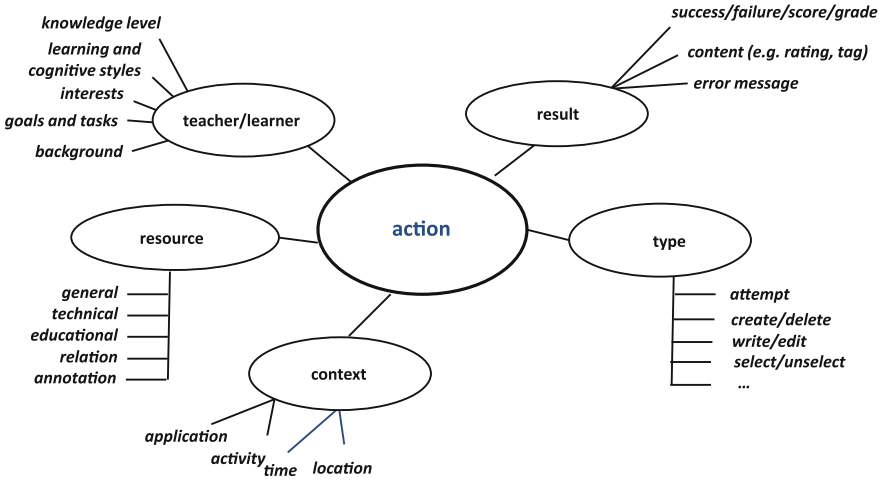 knowledge level
learning and
cognitive styles
interests
goals and tasks
background
teacher/learner
success/failure/score/grade
content (e.g. rating, tag)
error message
result
action
resource
general
technical
educational
relation
annotation
type
attempt
create/delete
write/edit
select/unselect
...
context
application
activity
time
location